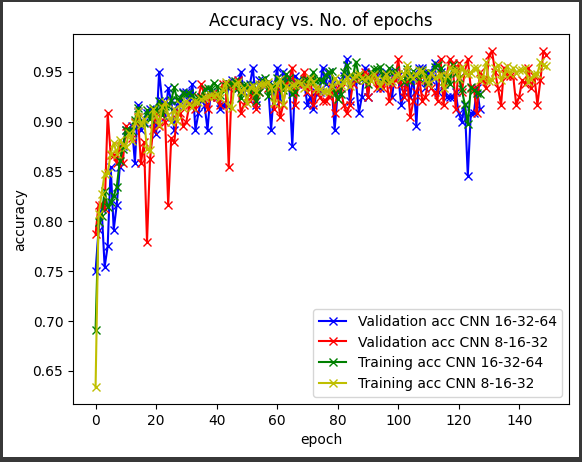 Accuracy vs. No. of epochs
accuracy
0.95
0.90
0.85
0.80
0.75
0.70
0.65
Validation acc CNN 16-32-64
Validation acc CNN 8-16-32
Training acc CNN 16-32-64
Training acc CNN 8-16-32
0 20 40 60 80 100 120 140
epoch